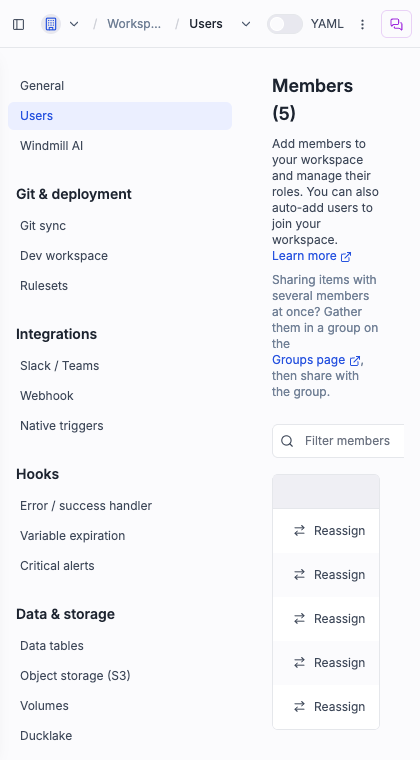 / Worksp... / Users YAML
General
Users
Windmill AI
Git & deployment
Git sync
Dev workspace
Rulesets
Integrations
Slack / Teams
Webhook
Native triggers
Hooks
Error / success handler
Variable expiration
Critical alerts
Data & storage
Data tables
Object storage (S3)
Volumes
Ducklake
Members
(5)
Add members to
your workspace
and manage their
roles. You can also
auto-add users to
join your
workspace.
Learn more
Sharing items with
several members
at once? Gather
them in a group on
the
Groups page,
then share with
the group.
Filter members
Reassign
Reassign
Reassign
Reassign
Reassign